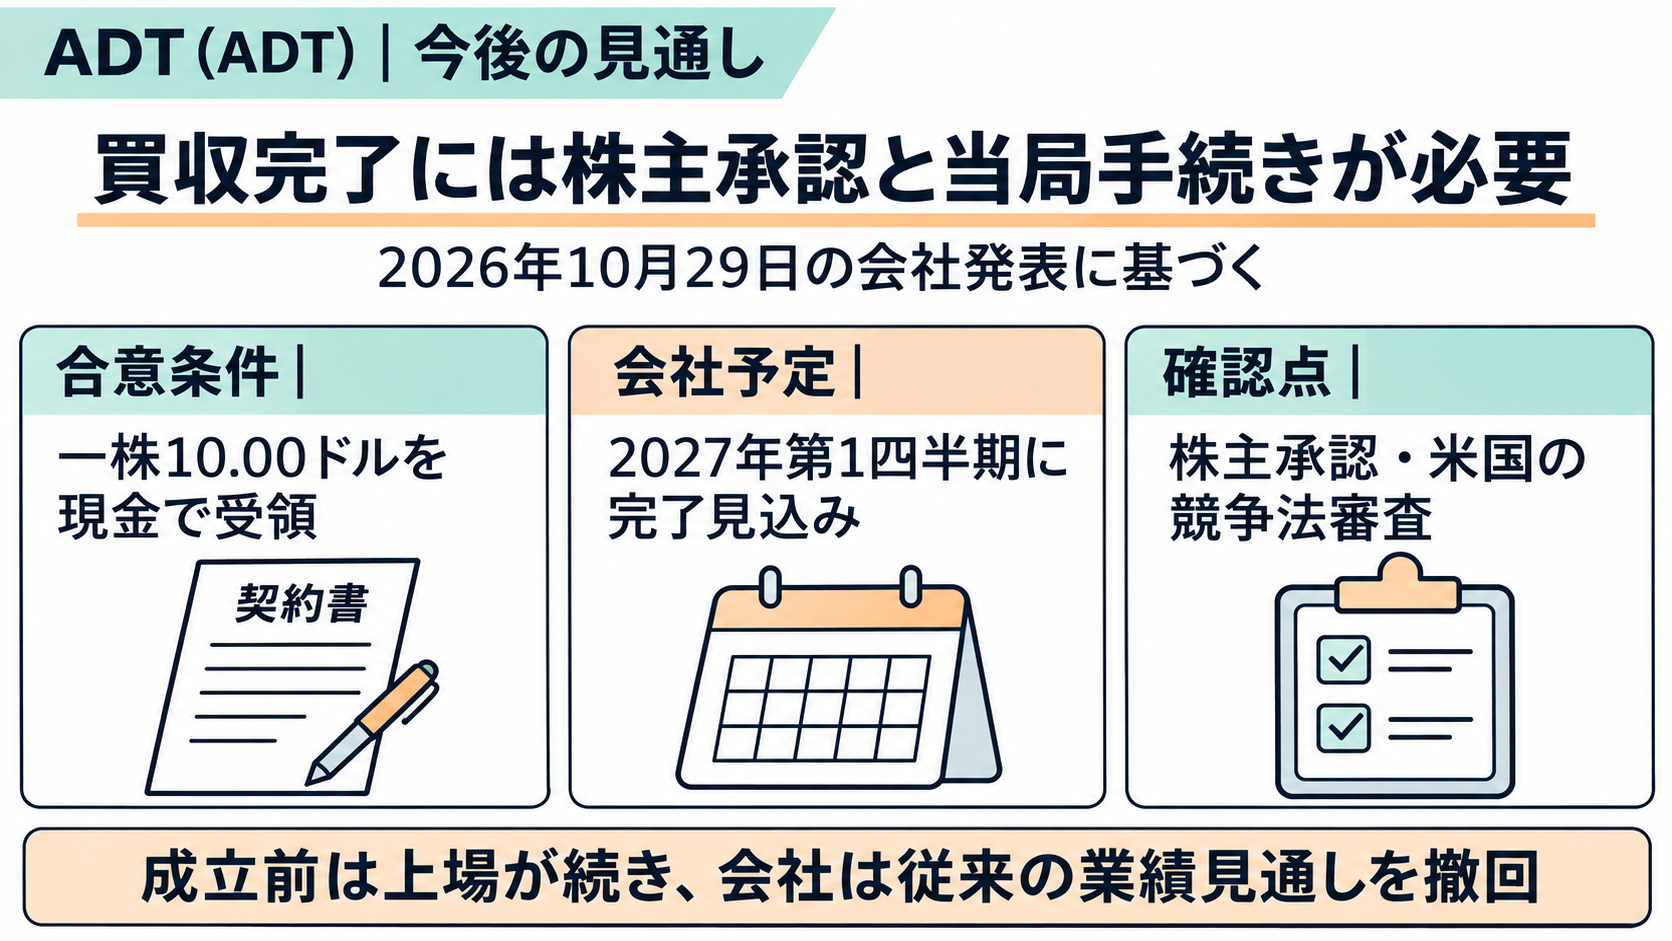 ADT（ADT）｜今後の見通し
買収完了には株主承認と当局手続きが必要
2026年10月29日の会社発表に基づく
合意条件｜
一株10.00ドルを
現金で受領
契約書
会社予定｜
2027年第1四半期に
完了見込み
確認点｜
株主承認・米国の
競争法審査
成立前は上場が続き、会社は従来の業績見通しを撤回